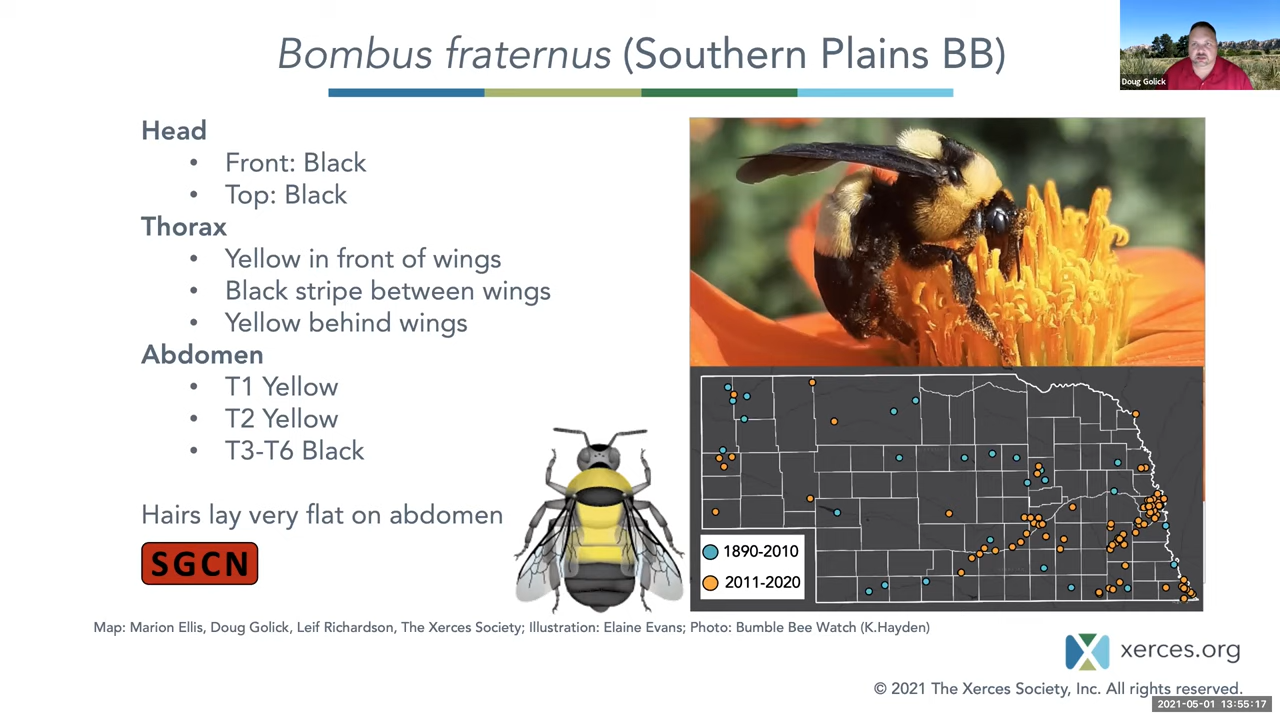 Bombus fraternus (Southern Plains BB)
Doug Golick
Head
• Front: Black
• Top: Black
Thorax
• Yellow in front of wings
• Black stripe between wings
• Yellow behind wings
Abdomen
• T1 Yellow
• T2 Yellow
• T3-T6 Black
Hairs lay very flat on abdomen
SGCN
1890-2010
2011-2020
Map: Marion Ellis, Doug Golick, Leif Richardson, The Xerces Society; Illustration: Elaine Evans; Photo: Bumble Bee Watch (K.Hayden)
xerces.org
© 2021 The Xerces Society, Inc. All rights reserved.
2021-05-01 13:55:17